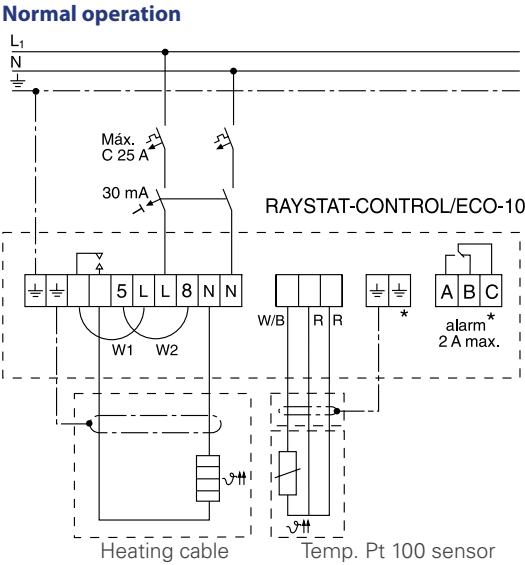 Normal operation
L1
N
Máx.
C 25 A
30 mA
RAYSTAT-CONTROL/ECO-10
5 L L 8 N N
A B C
W/B R R
*
alarm*
2 A max.
W1 W2
Heating cable
Temp. Pt 100 sensor